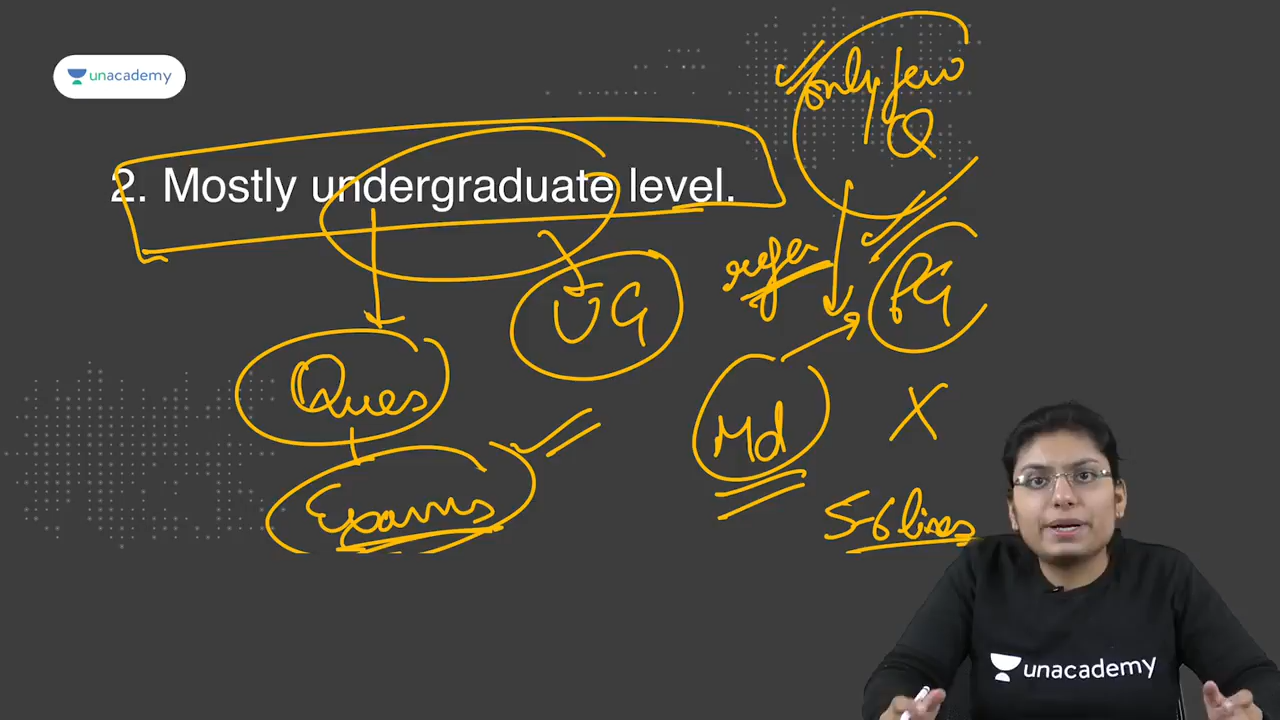 unacademy
only few
Q
2. Mostly undergraduate level.
refer
PG
UG
Ques
Md
X
Exams
5-6 lines
unacademy